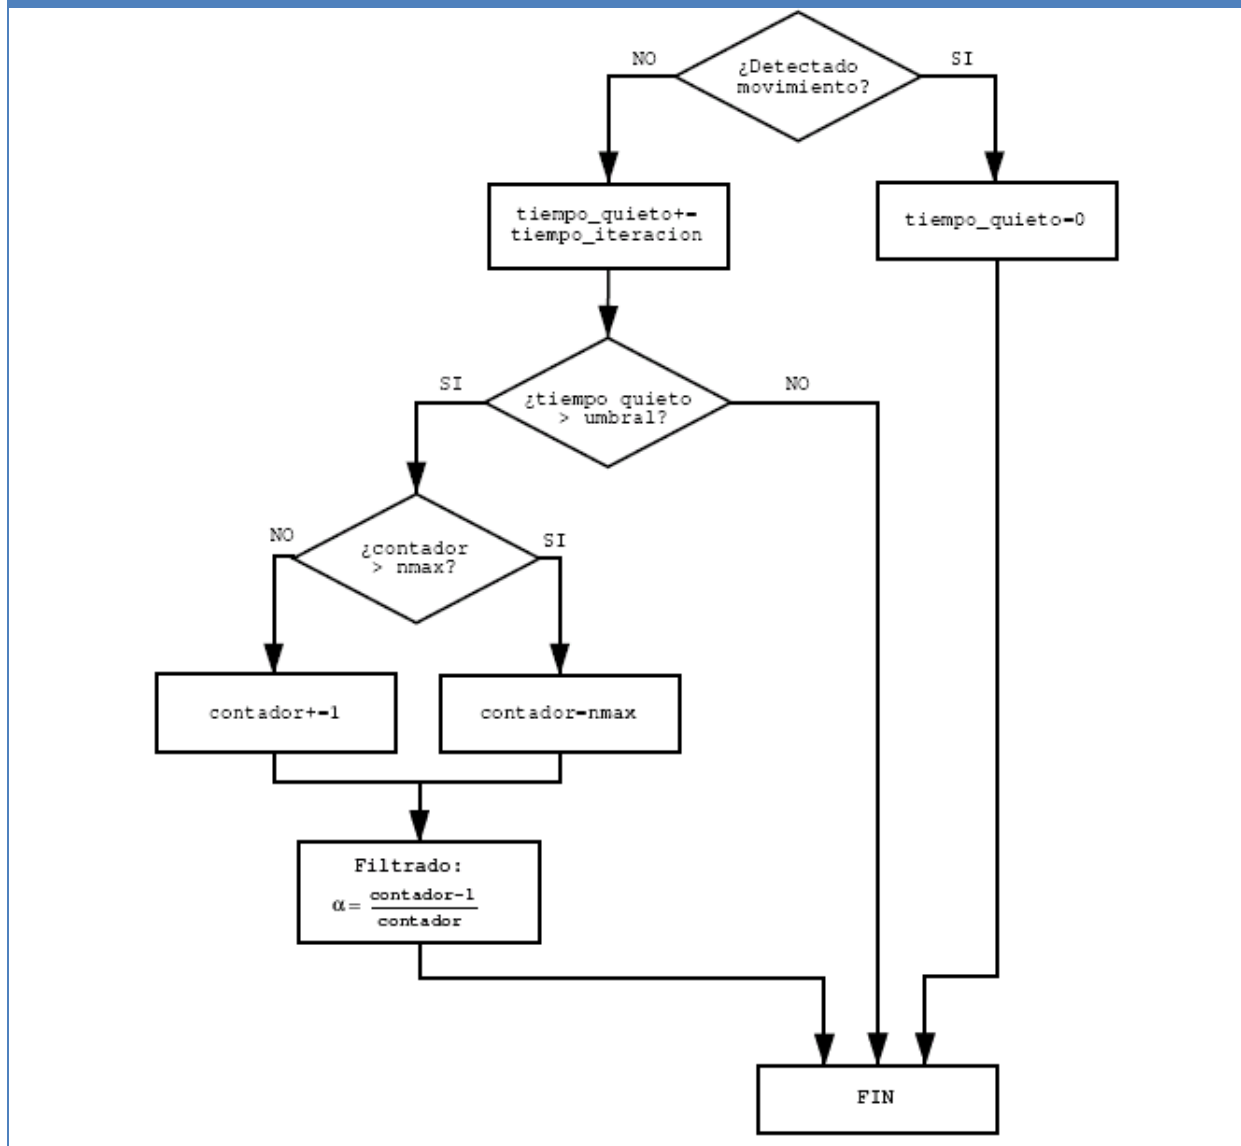 NO
SI
¿Detectado
movimiento?
tiempo_quieto+=
tiempo_iteracion
tiempo_quieto=0
SI
NO
¿tiempo quieto
> umbral?
NO
SI
¿contador
> nmax?
contador+=1
contador=nmax
Filtrado:
α= contador-1
contador
FIN